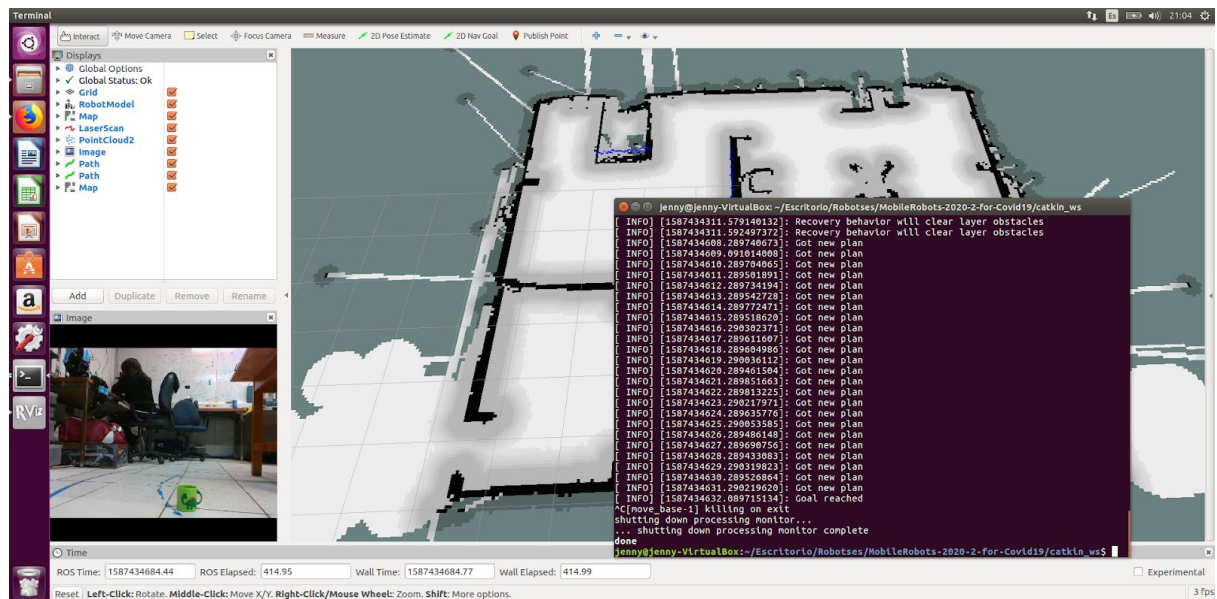 Terminal
Es
21:04
Interact Move Camera Select Focus Camera Measure 2D Pose Estimate 2D Nav Goal Publish Point
Displays
Global Options
Global Status: Ok
Grid
RobotModel
Map
LaserScan
PointCloud2
Image
Path
Path
Map
Add Duplicate Remove Rename
Image
jenny@jenny-VirtualBox: ~/Escritorio/Robotses/MobileRobots-2020-2-for-Covid19/catkin_ws
[ INFO] [1587434311.579140132]: Recovery behavior will clear layer obstacles
[ INFO] [1587434311.592497372]: Recovery behavior will clear layer obstacles
[ INFO] [1587434608.289740673]: Got new plan
[ INFO] [1587434609.091014008]: Got new plan
[ INFO] [1587434610.289704065]: Got new plan
[ INFO] [1587434611.289501891]: Got new plan
[ INFO] [1587434612.289734194]: Got new plan
[ INFO] [1587434613.289542728]: Got new plan
[ INFO] [1587434614.289772471]: Got new plan
[ INFO] [1587434615.289518620]: Got new plan
[ INFO] [1587434616.290302371]: Got new plan
[ INFO] [1587434617.289611607]: Got new plan
[ INFO] [1587434618.289604986]: Got new plan
[ INFO] [1587434619.290036112]: Got new plan
[ INFO] [1587434620.289461504]: Got new plan
[ INFO] [1587434621.289851663]: Got new plan
[ INFO] [1587434622.289813225]: Got new plan
[ INFO] [1587434623.290217971]: Got new plan
[ INFO] [1587434624.289635776]: Got new plan
[ INFO] [1587434625.290053585]: Got new plan
[ INFO] [1587434626.289486148]: Got new plan
[ INFO] [1587434627.289690756]: Got new plan
[ INFO] [1587434628.289433083]: Got new plan
[ INFO] [1587434629.290319823]: Got new plan
[ INFO] [1587434630.289526864]: Got new plan
[ INFO] [1587434631.290219620]: Got new plan
[ INFO] [1587434632.089715134]: Goal reached
^C[move_base-1] killing on exit
shutting down processing monitor...
... shutting down processing monitor complete
done
jenny@jenny-VirtualBox:~/Escritorio/Robotses/MobileRobots-2020-2-for-Covid19/catkin_ws$
RViz
Time
ROS Time: 1587434684.44 ROS Elapsed: 414.95 Wall Time: 1587434684.77 Wall Elapsed: 414.99 Experimental
Reset Left-Click: Rotate. Middle-Click: Move X/Y. Right-Click/Mouse Wheel: Zoom. Shift: More options. 3 fps